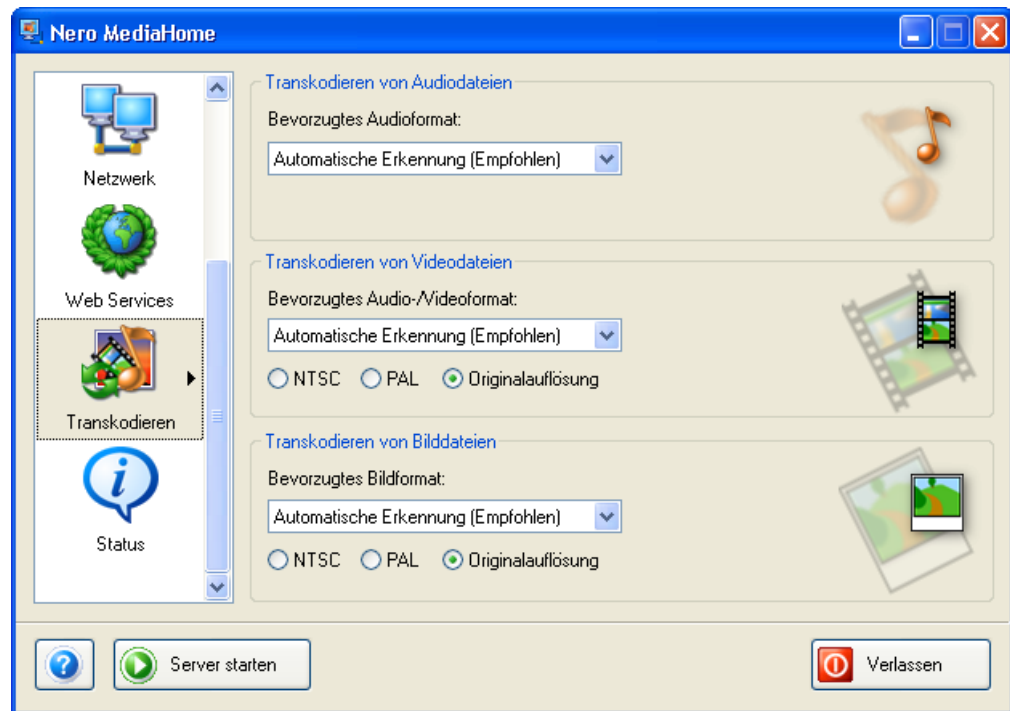 Nero MediaHome
Netzwerk
Web Services
Transkodieren
Status
Transkodieren von Audiodateien
Bevorzugtes Audioformat:
Automatische Erkennung (Empfohlen)
Transkodieren von Videodateien
Bevorzugtes Audio-/Videoformat:
Automatische Erkennung (Empfohlen)
NTSC PAL Originalauflösung
Transkodieren von Bilddateien
Bevorzugtes Bildformat:
Automatische Erkennung (Empfohlen)
NTSC PAL Originalauflösung
Server starten
Verlassen